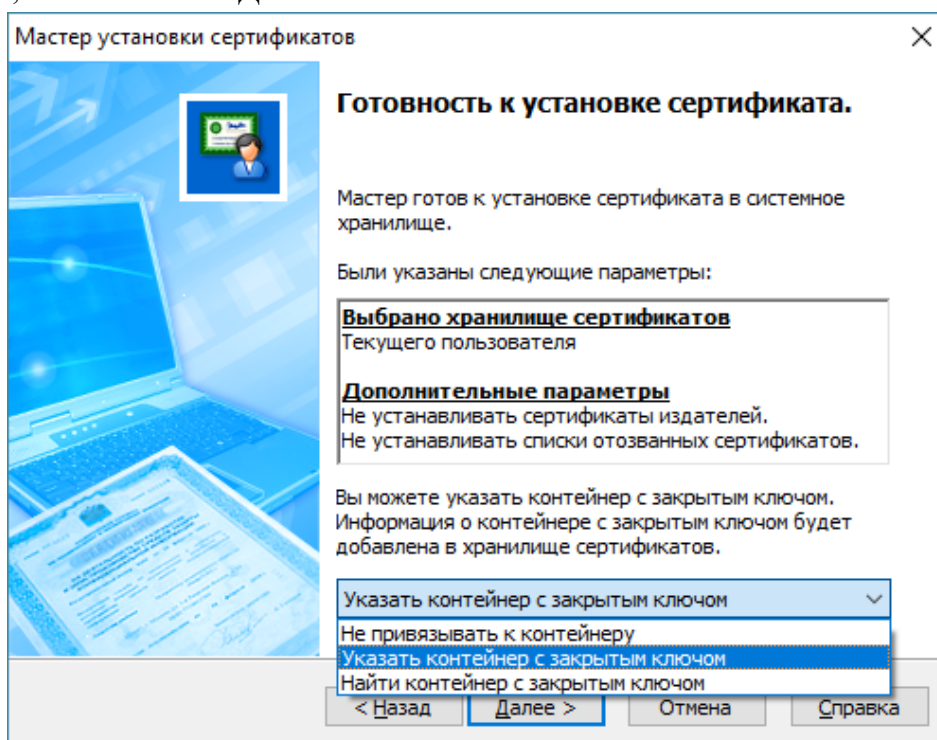 Мастер установки сертификатов
Готовность к установке сертификата.
Мастер готов к установке сертификата в системное
хранилище.
Были указаны следующие параметры:
Выбрано хранилище сертификатов
Текущего пользователя
Дополнительные параметры
Не устанавливать сертификаты издателей.
Не устанавливать списки отозванных сертификатов.
Вы можете указать контейнер с закрытым ключом.
Информация о контейнере с закрытым ключом будет
добавлена в хранилище сертификатов.
Указать контейнер с закрытым ключом
Не привязывать к контейнеру
Указать контейнер с закрытым ключом
Найти контейнер с закрытым ключом
< Назад Далее > Отмена Справка